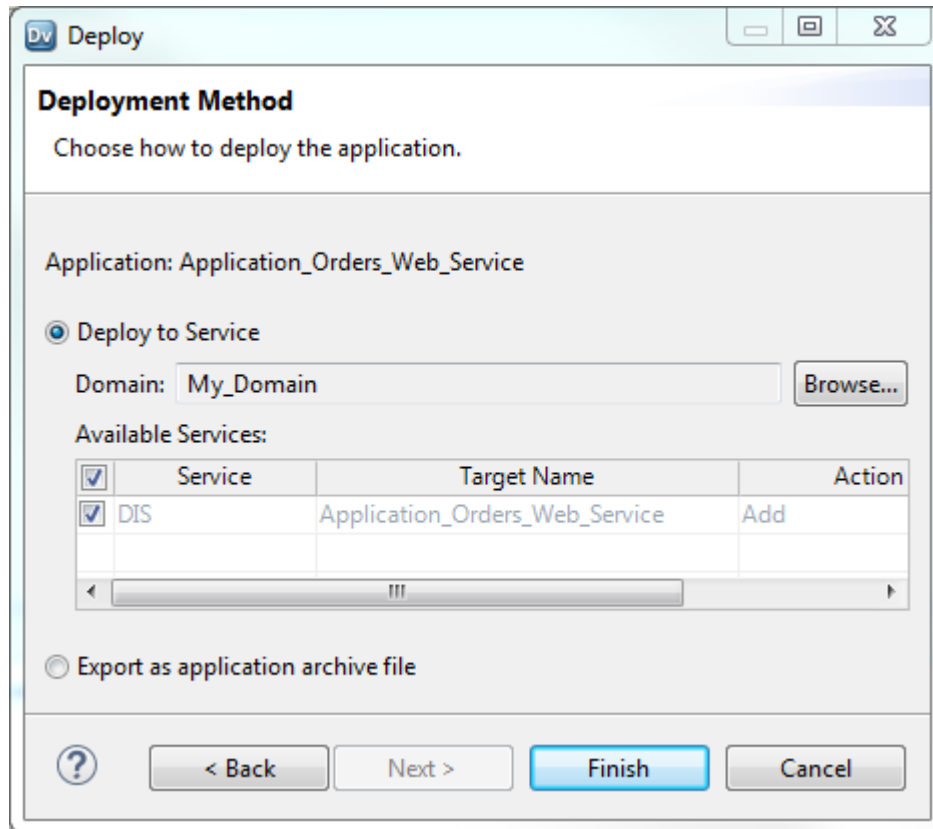 Dv Deploy
Deployment Method
Choose how to deploy the application.
Application: Application_Orders_Web_Service
Deploy to Service
Domain: My_Domain Browse...
Available Services:
Service Target Name Action
DIS Application_Orders_Web_Service Add
Export as application archive file
? < Back Next > Finish Cancel